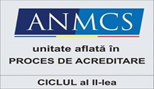 ANMCS
unitate aflată în
PROCES DE ACREDITARE
CICLUL al II-lea